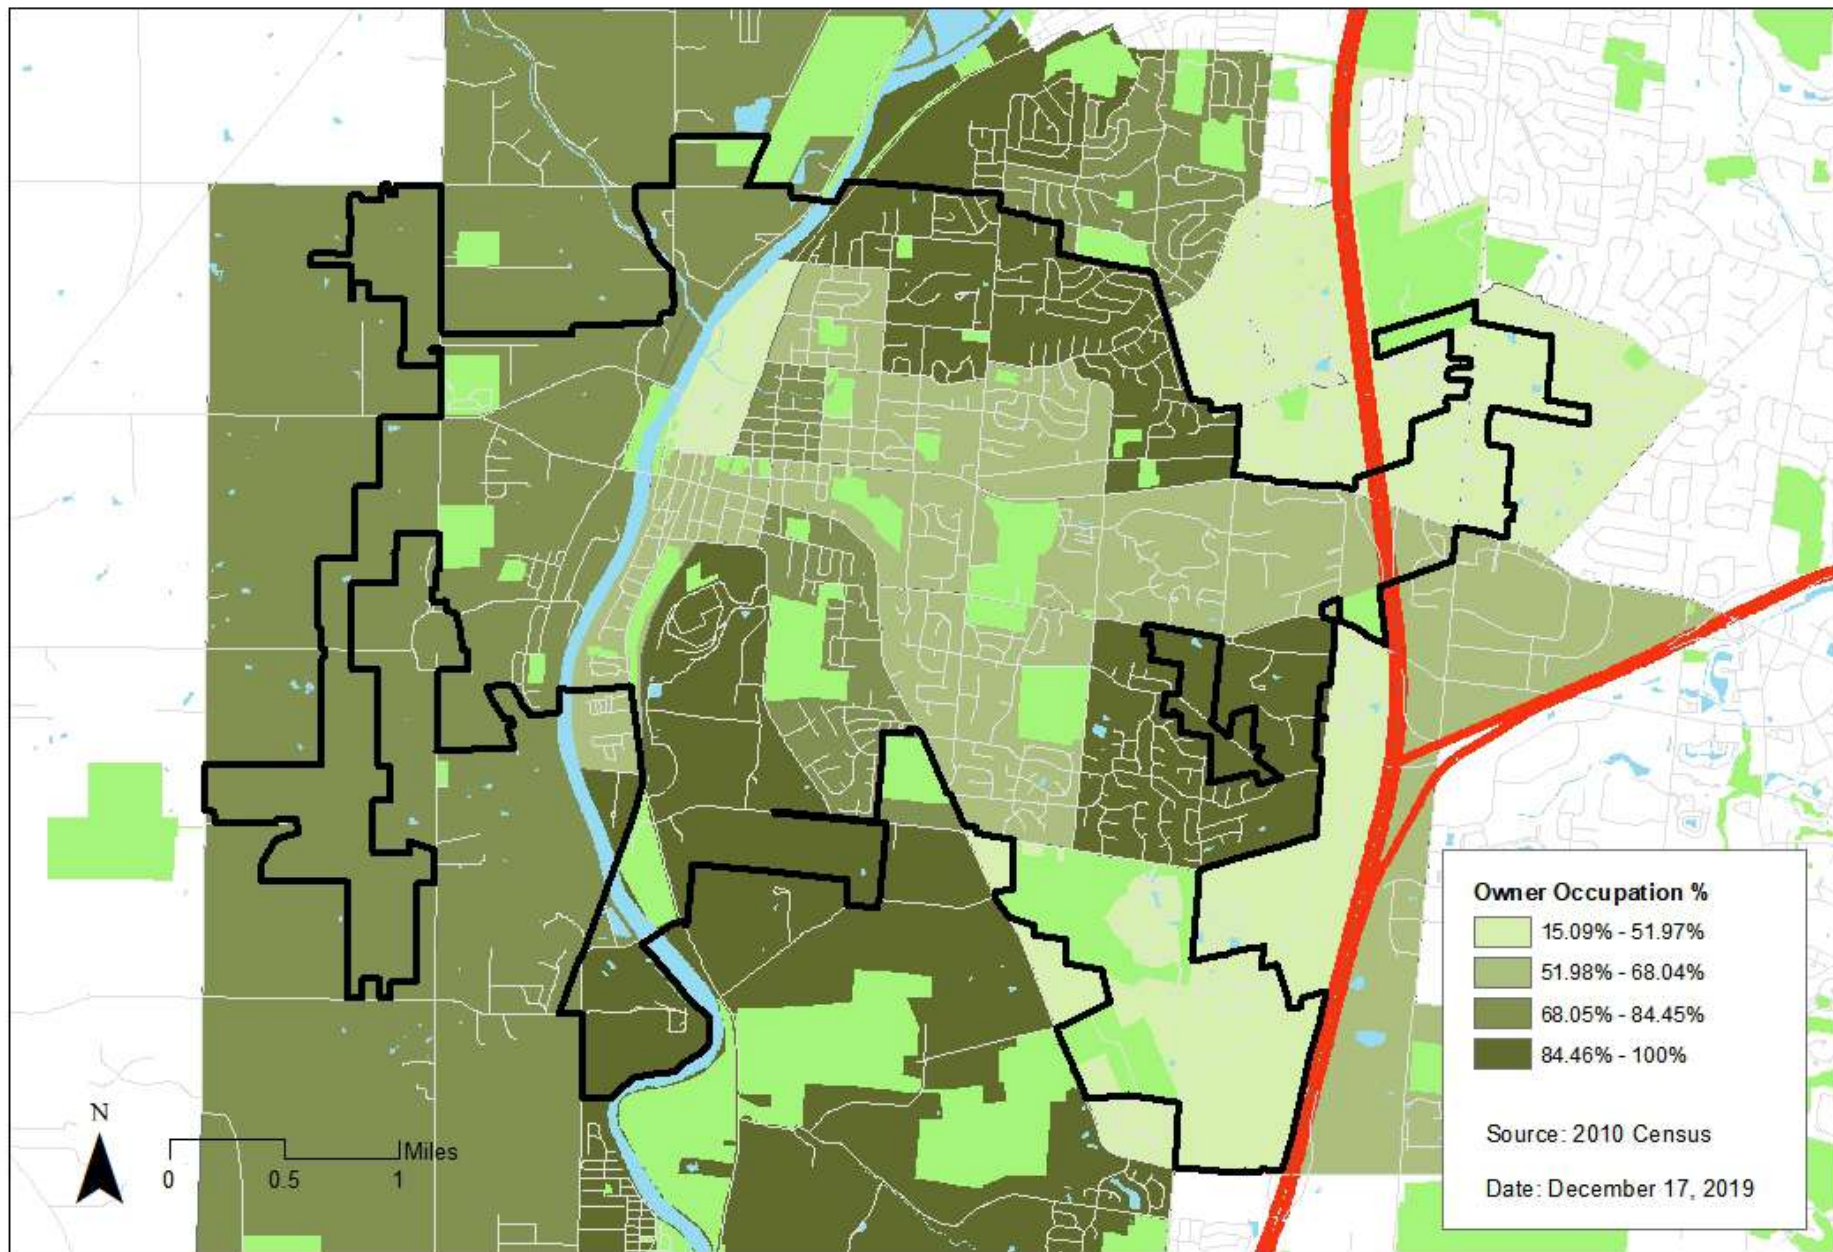 Owner Occupation %
15.09% - 51.97%
51.98% - 68.04%
68.05% - 84.45%
84.46% - 100%
Source: 2010 Census
Date: December 17, 2019
N
Miles
0 0.5 1